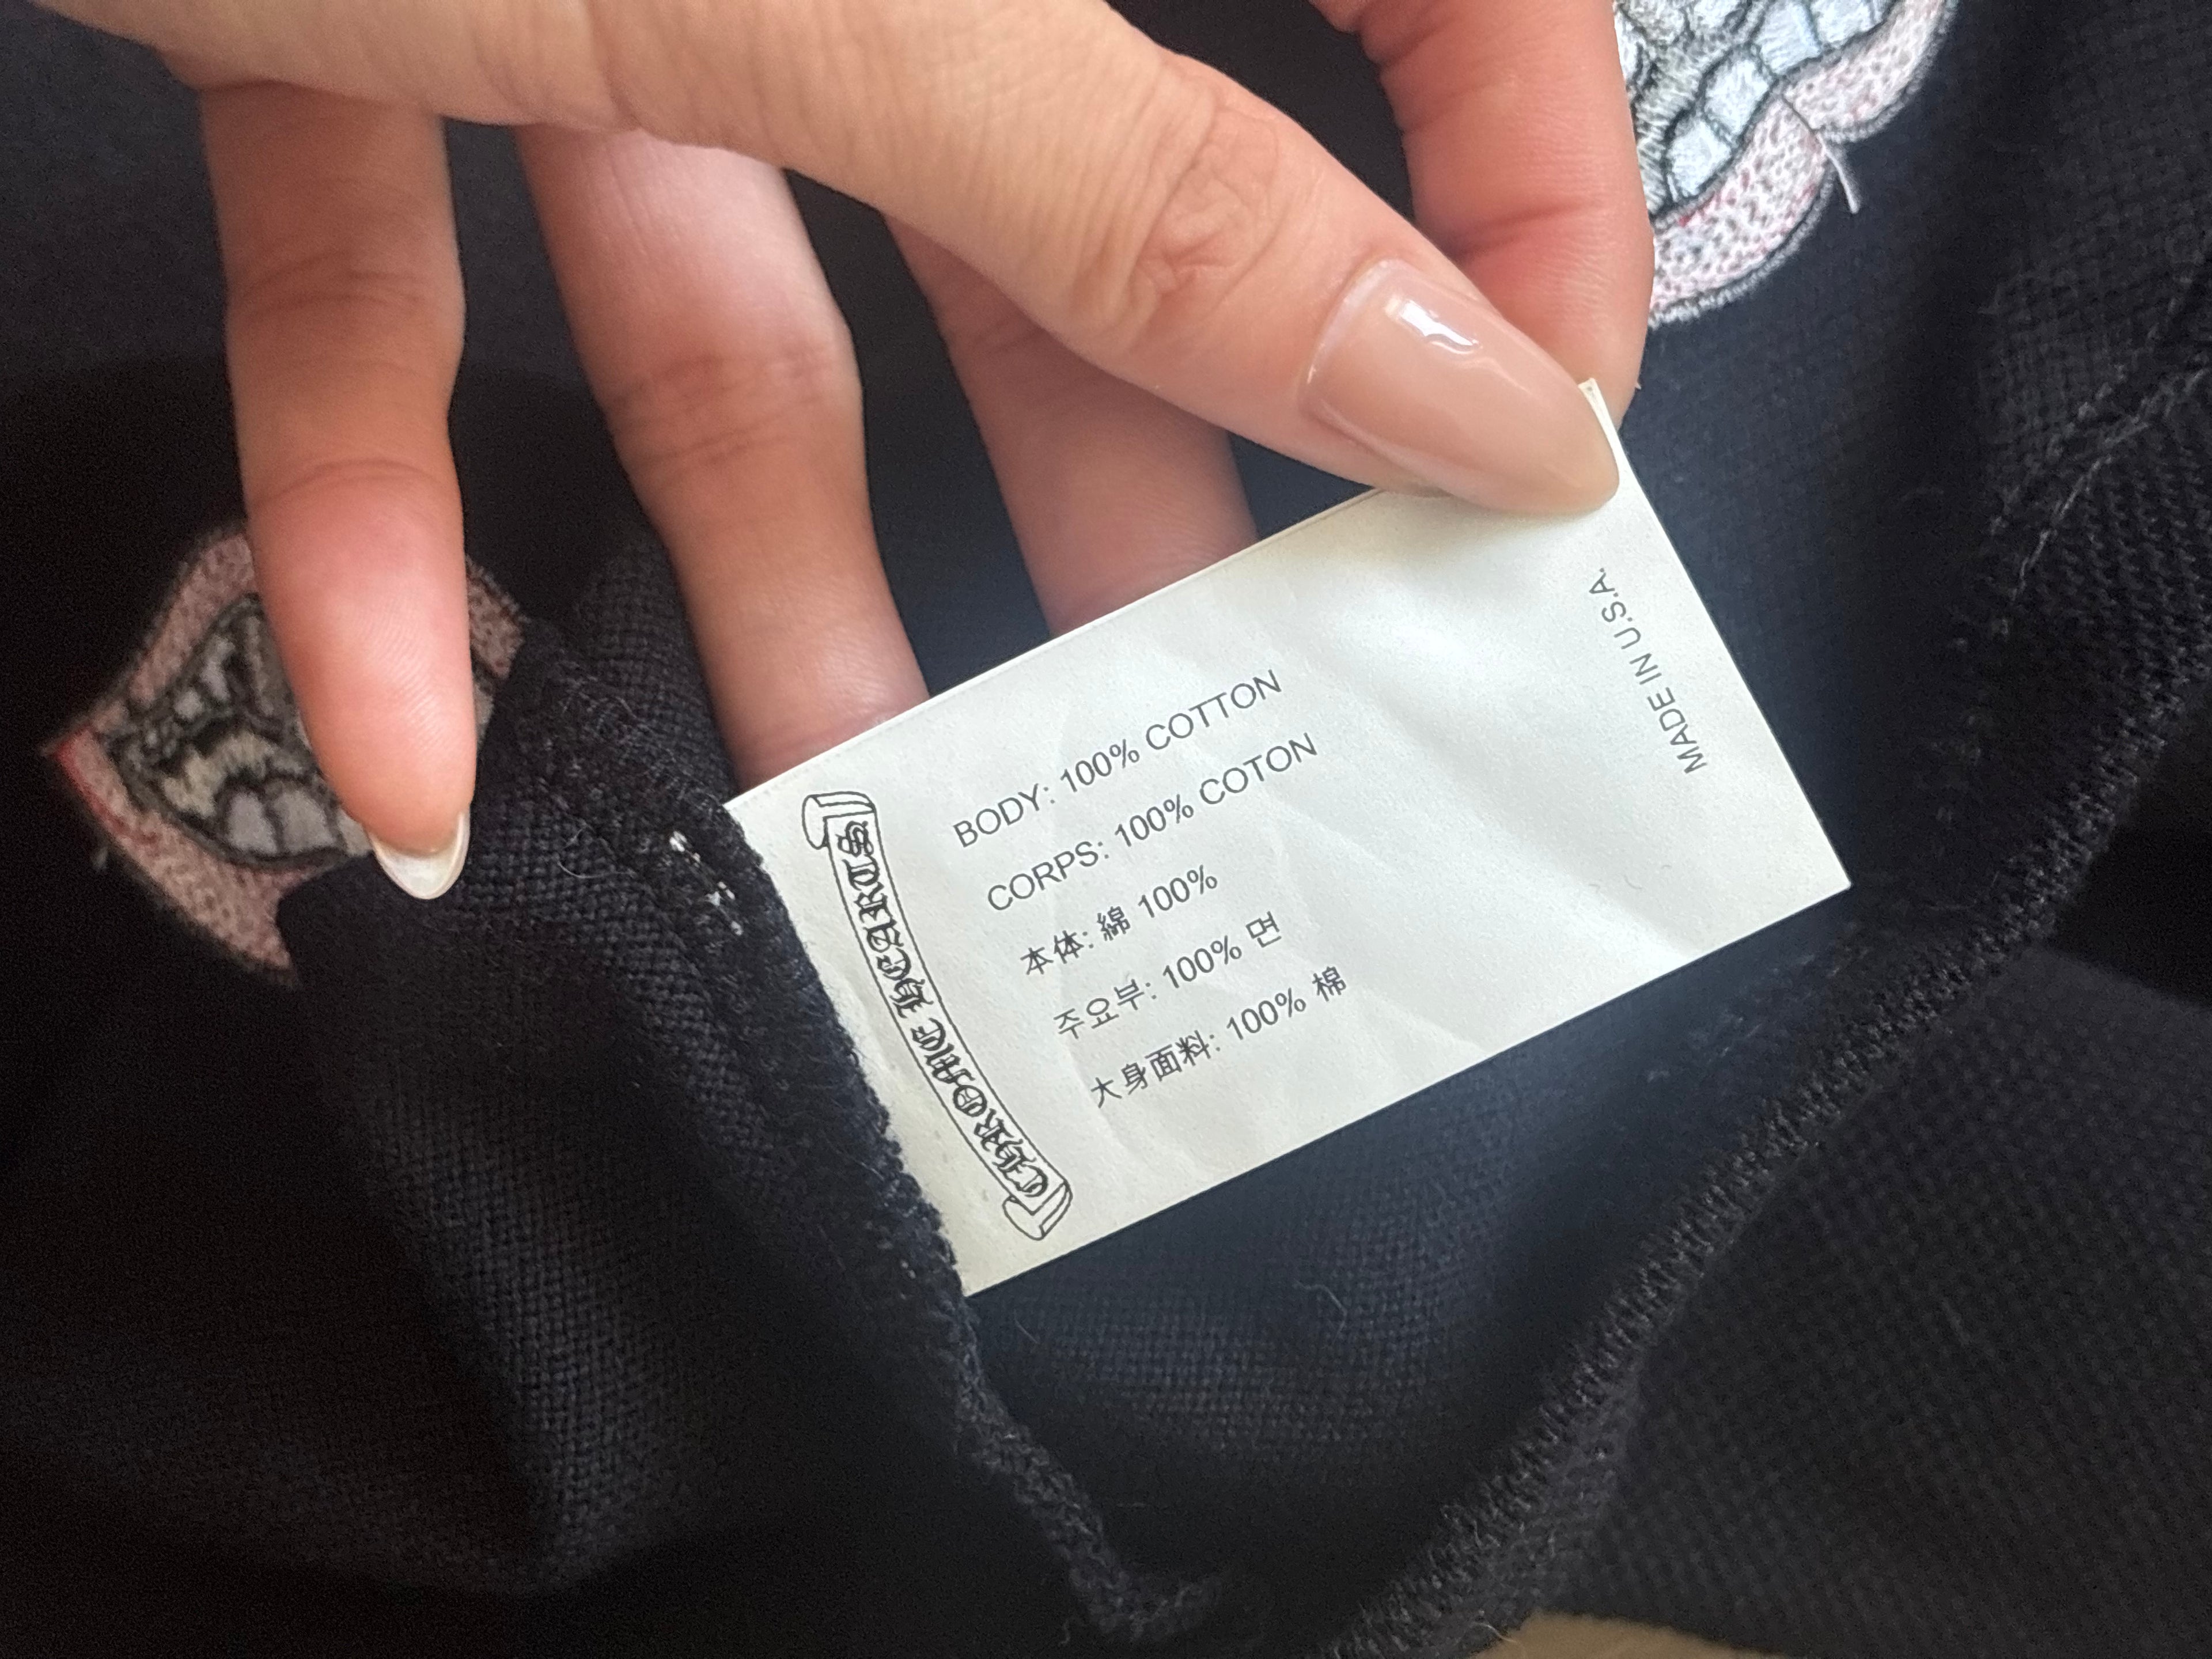 CHROME HEARTS
BODY: 100% COTTON
CORPS: 100% COTON
本体: 綿 100%
주요부: 100% 면
大身面料: 100% 棉
MADE IN U.S.A.